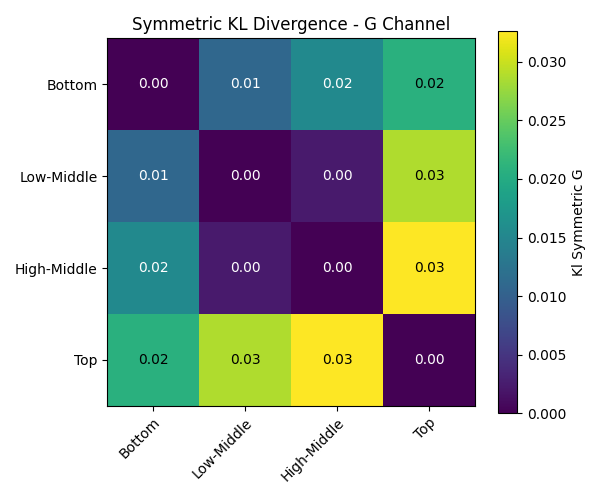 Symmetric KL Divergence - G Channel
Bottom 0.00 0.01 0.02 0.02
Low-Middle 0.01 0.00 0.00 0.03
High-Middle 0.02 0.00 0.00 0.03
Top 0.02 0.03 0.03 0.00
Bottom Low-Middle High-Middle Top
0.030
0.025
0.020
0.015
0.010
0.005
0.000
Kl Symmetric G